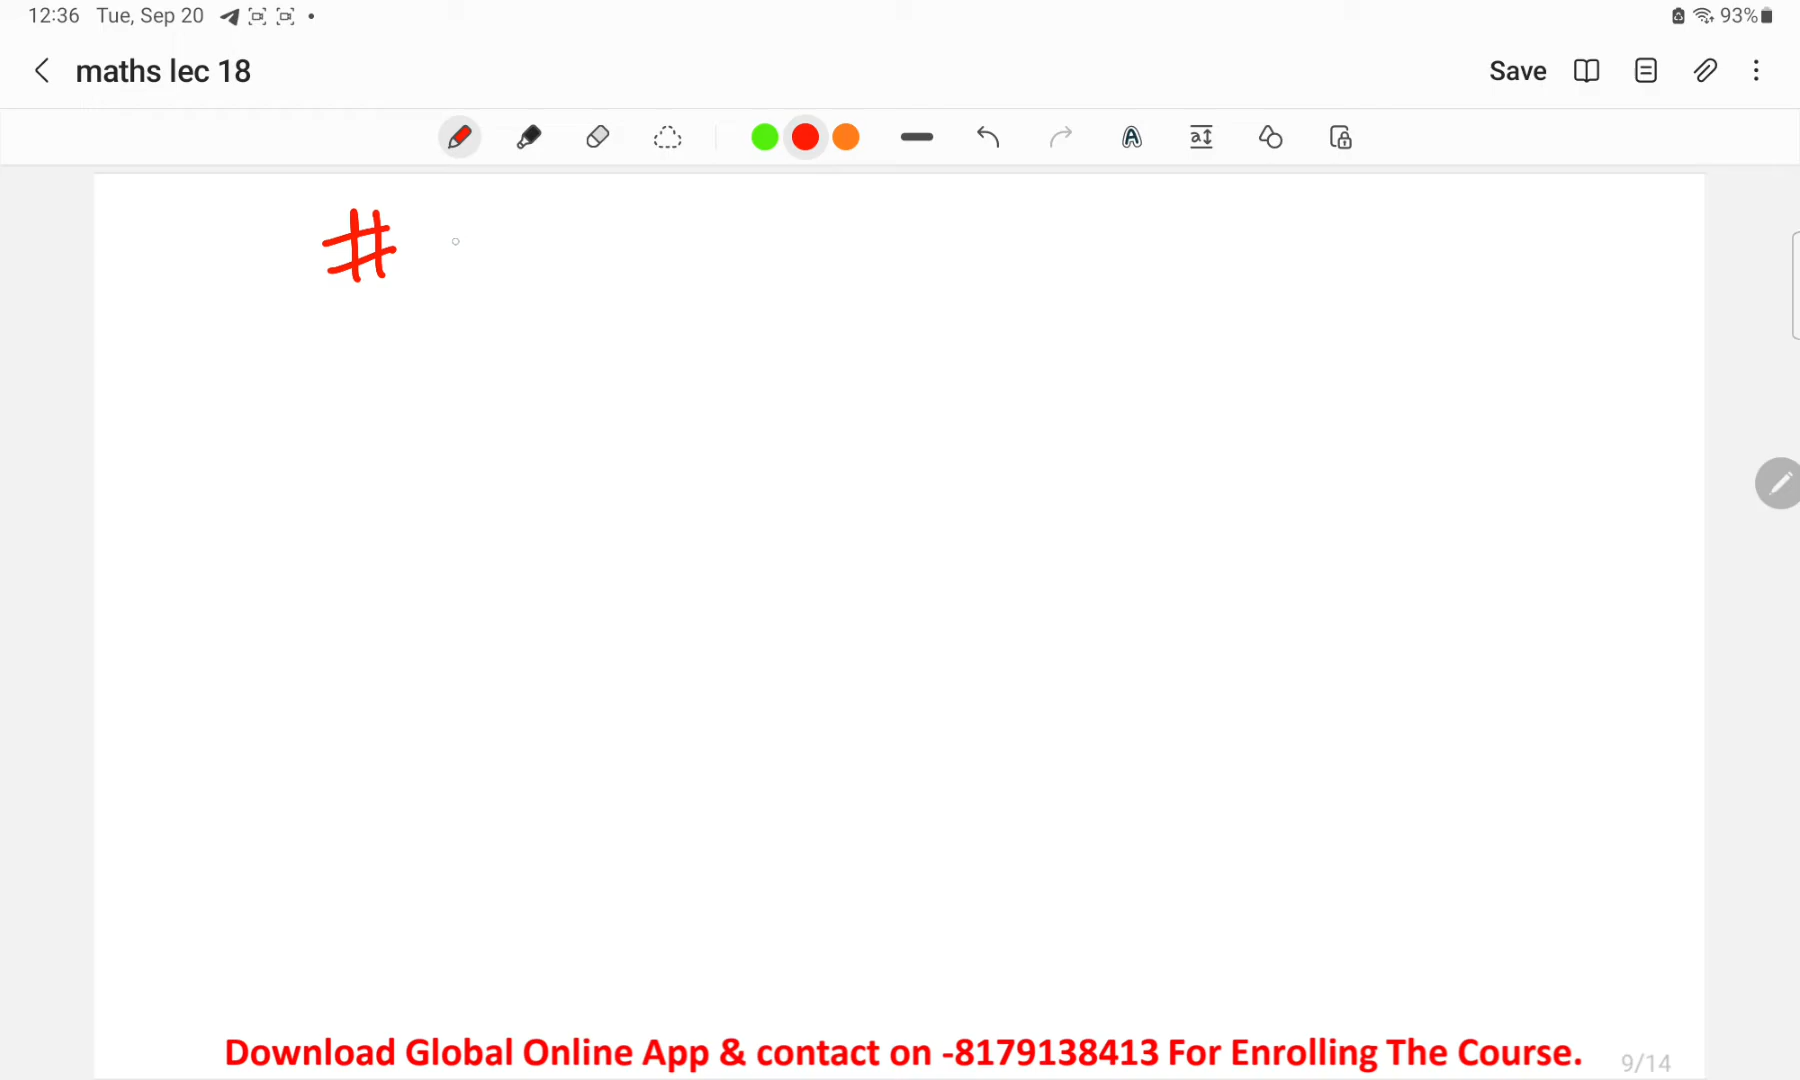 12:36 Tue, Sep 20 93%
maths lec 18
Save
A a
#
Download Global Online App & contact on -8179138413 For Enrolling The Course.
9/14